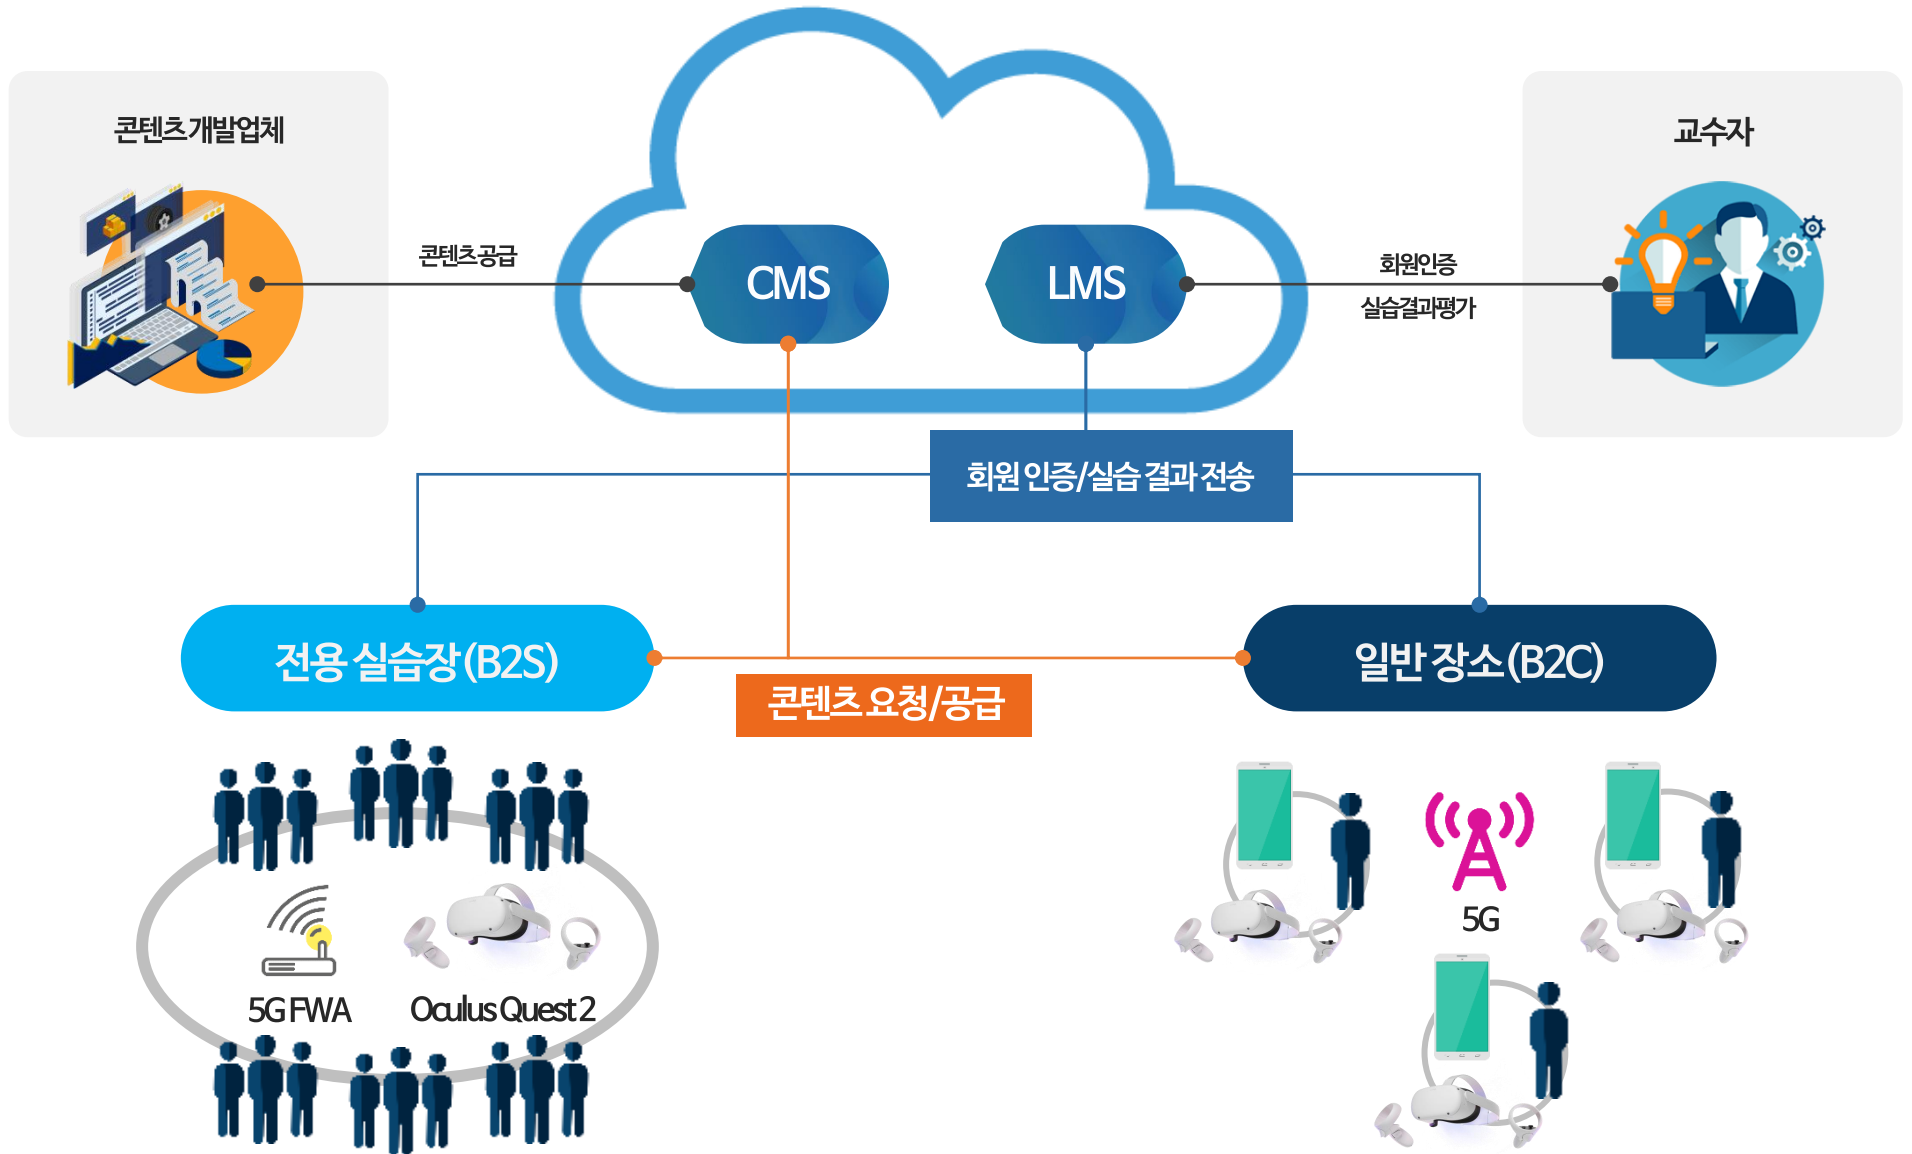 콘텐츠 개발업체
교수자
콘텐츠 공급
CMS
LMS
회원인증
실습결과평가
회원 인증/실습 결과 전송
전용 실습장(B2S)
일반 장소(B2C)
콘텐츠 요청/공급
5G FWA
Oculus Quest 2
5G